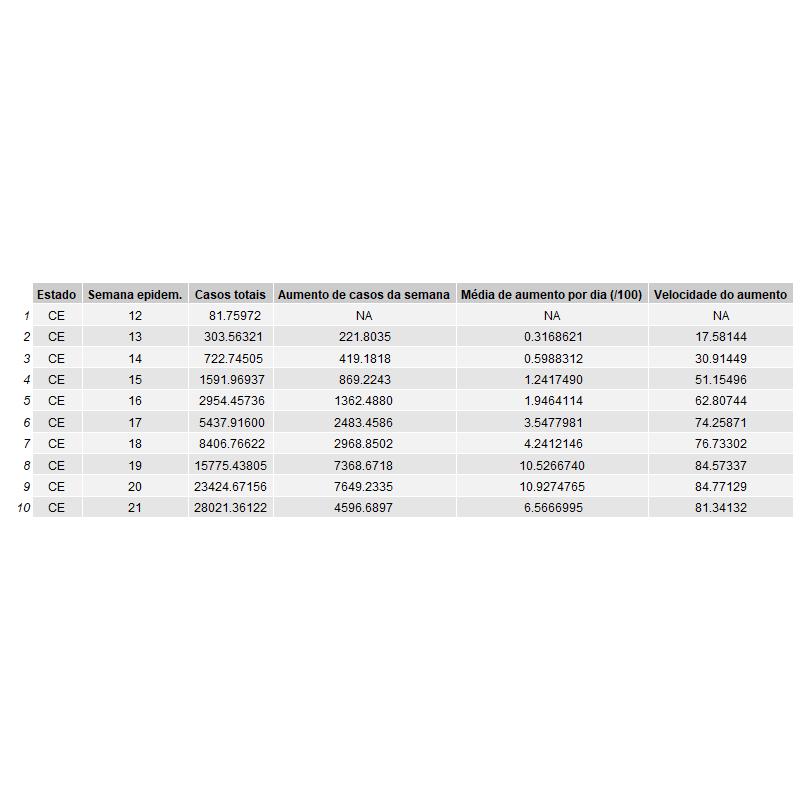 Estado Semana epidem. Casos totais Aumento de casos da semana Média de aumento por dia (/100) Velocidade do aumento
1 CE 12 81.75972 NA NA NA
2 CE 13 303.56321 221.8035 0.3168621 17.58144
3 CE 14 722.74505 419.1818 0.5988312 30.91449
4 CE 15 1591.96937 869.2243 1.2417490 51.15496
5 CE 16 2954.45736 1362.4880 1.9464114 62.80744
6 CE 17 5437.91600 2483.4586 3.5477981 74.25871
7 CE 18 8406.76622 2968.8502 4.2412146 76.73302
8 CE 19 15775.43805 7368.6718 10.5266740 84.57337
9 CE 20 23424.67156 7649.2335 10.9274765 84.77129
10 CE 21 28021.36122 4596.6897 6.5666995 81.34132